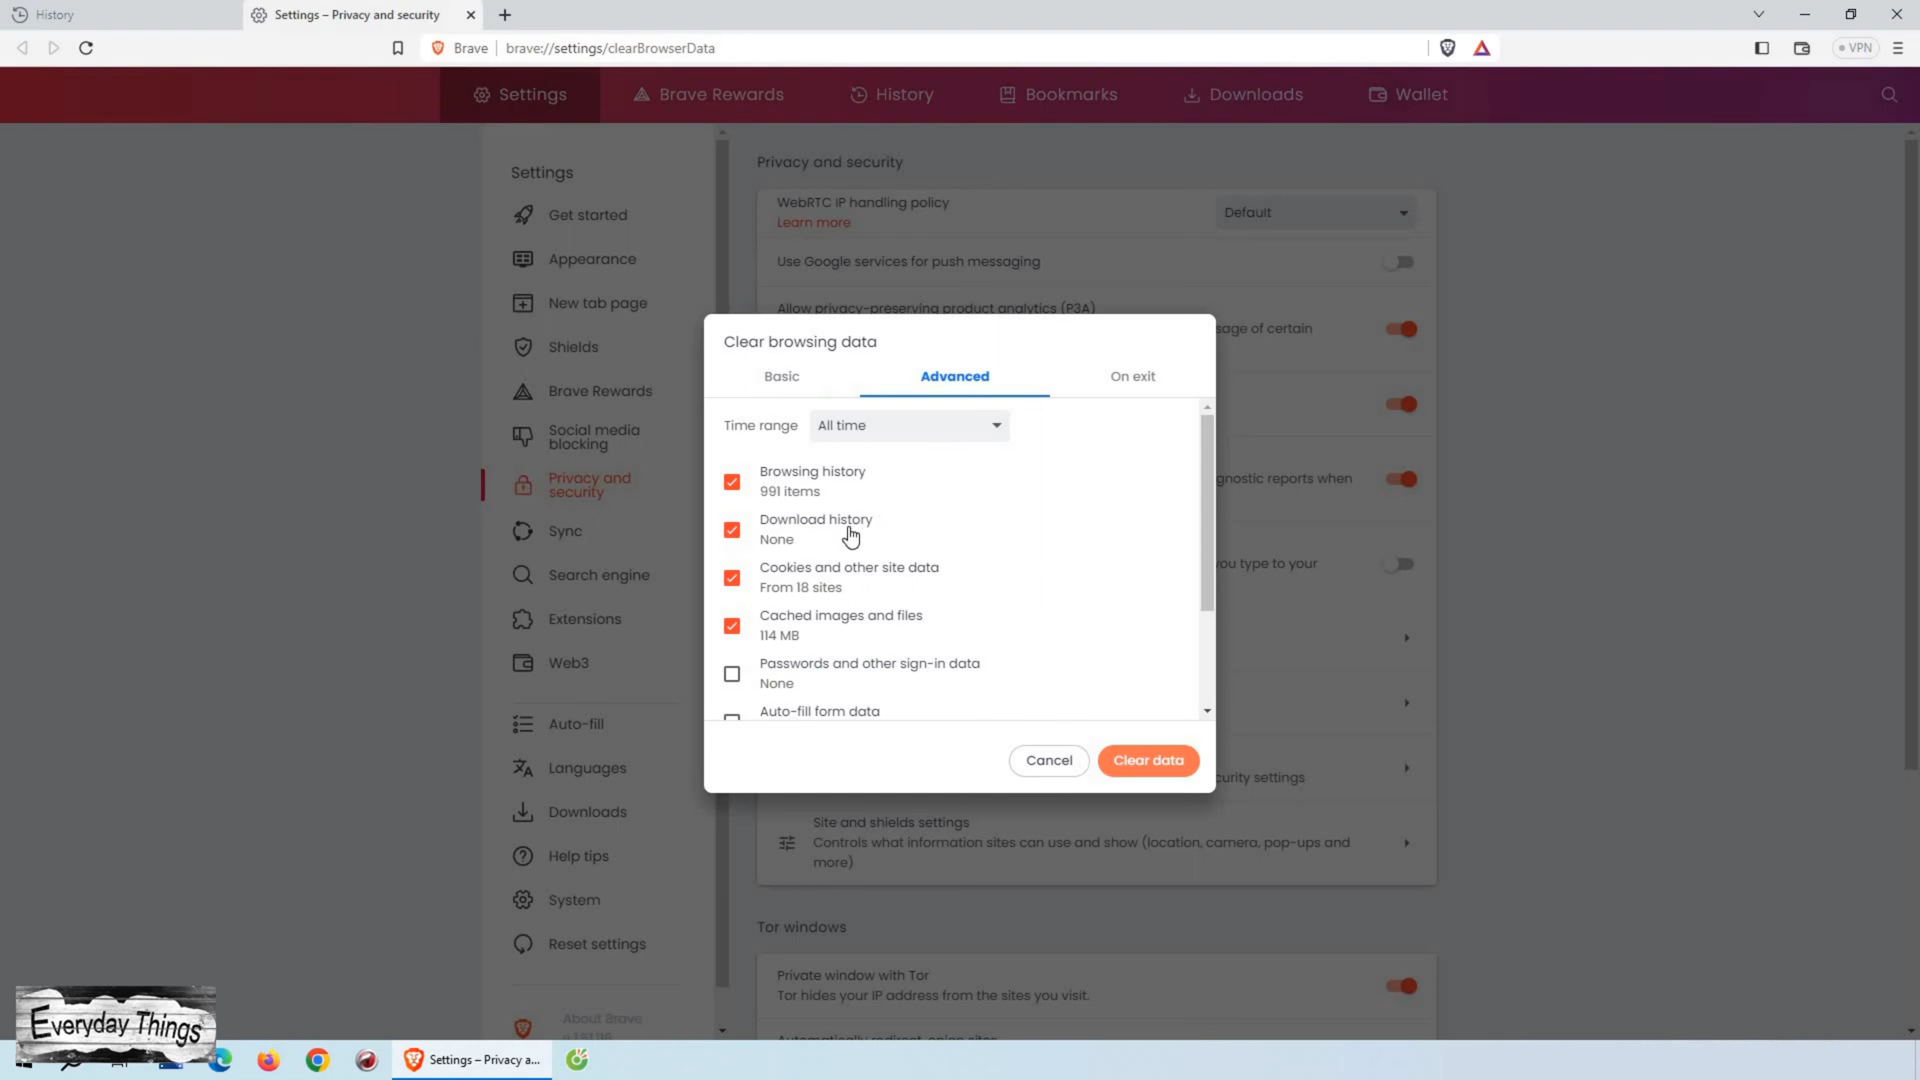 History
Settings – Privacy and security
Brave
brave://settings/clearBrowserData
VPN
Settings
Brave Rewards
History
Bookmarks
Downloads
Wallet
Settings
Get started
Appearance
New tab page
Shields
Brave Rewards
Social media
blocking
Privacy and
security
Sync
Search engine
Extensions
Web3
Auto-fill
Languages
Downloads
Help tips
System
Reset settings
About Brave
Privacy and security
WebRTC IP handling policy
Default
Learn more
Use Google services for push messaging
Allow privacy-preserving product analytics (P3A)
sage of certain
gnostic reports when
you type to your
curity settings
Site and shields settings
Controls what information sites can use and show (location, camera, pop-ups and
more)
Tor windows
Private window with Tor
Tor hides your IP address from the sites you visit.
Clear browsing data
Basic
Advanced
On exit
Time range
All time
Browsing history
991 items
Download history
None
Cookies and other site data
From 18 sites
Cached images and files
114 MB
Passwords and other sign-in data
None
Auto-fill form data
Cancel
Clear data
Everyday Things
Settings – Privacy a...